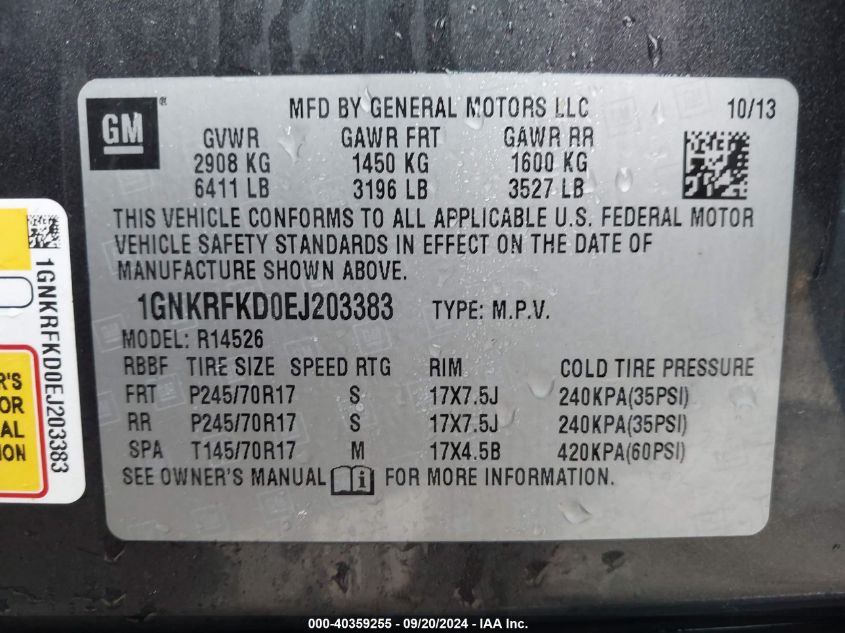 GM
MFD BY GENERAL MOTORS LLC 10/13
GVWR GAWR FRT GAWR RR
2908 KG 1450 KG 1600 KG
6411 LB 3196 LB 3527 LB
THIS VEHICLE CONFORMS TO ALL APPLICABLE U.S. FEDERAL MOTOR
VEHICLE SAFETY STANDARDS IN EFFECT ON THE DATE OF
MANUFACTURE SHOWN ABOVE.
1GNKRFKD0EJ203383 TYPE: M.P.V.
MODEL: R14526
RBBF TIRE SIZE SPEED RTG RIM COLD TIRE PRESSURE
FRT P245/70R17 S 17X7.5J 240KPA(35PSI)
RR P245/70R17 S 17X7.5J 240KPA(35PSI)
SPA T145/70R17 M 17X4.5B 420KPA(60PSI)
SEE OWNER'S MANUAL i FOR MORE INFORMATION.
1GNKRFKD0EJ203383
ER'S
OR
AL
ION
000-40359255 - 09/20/2024 - IAA, Inc.